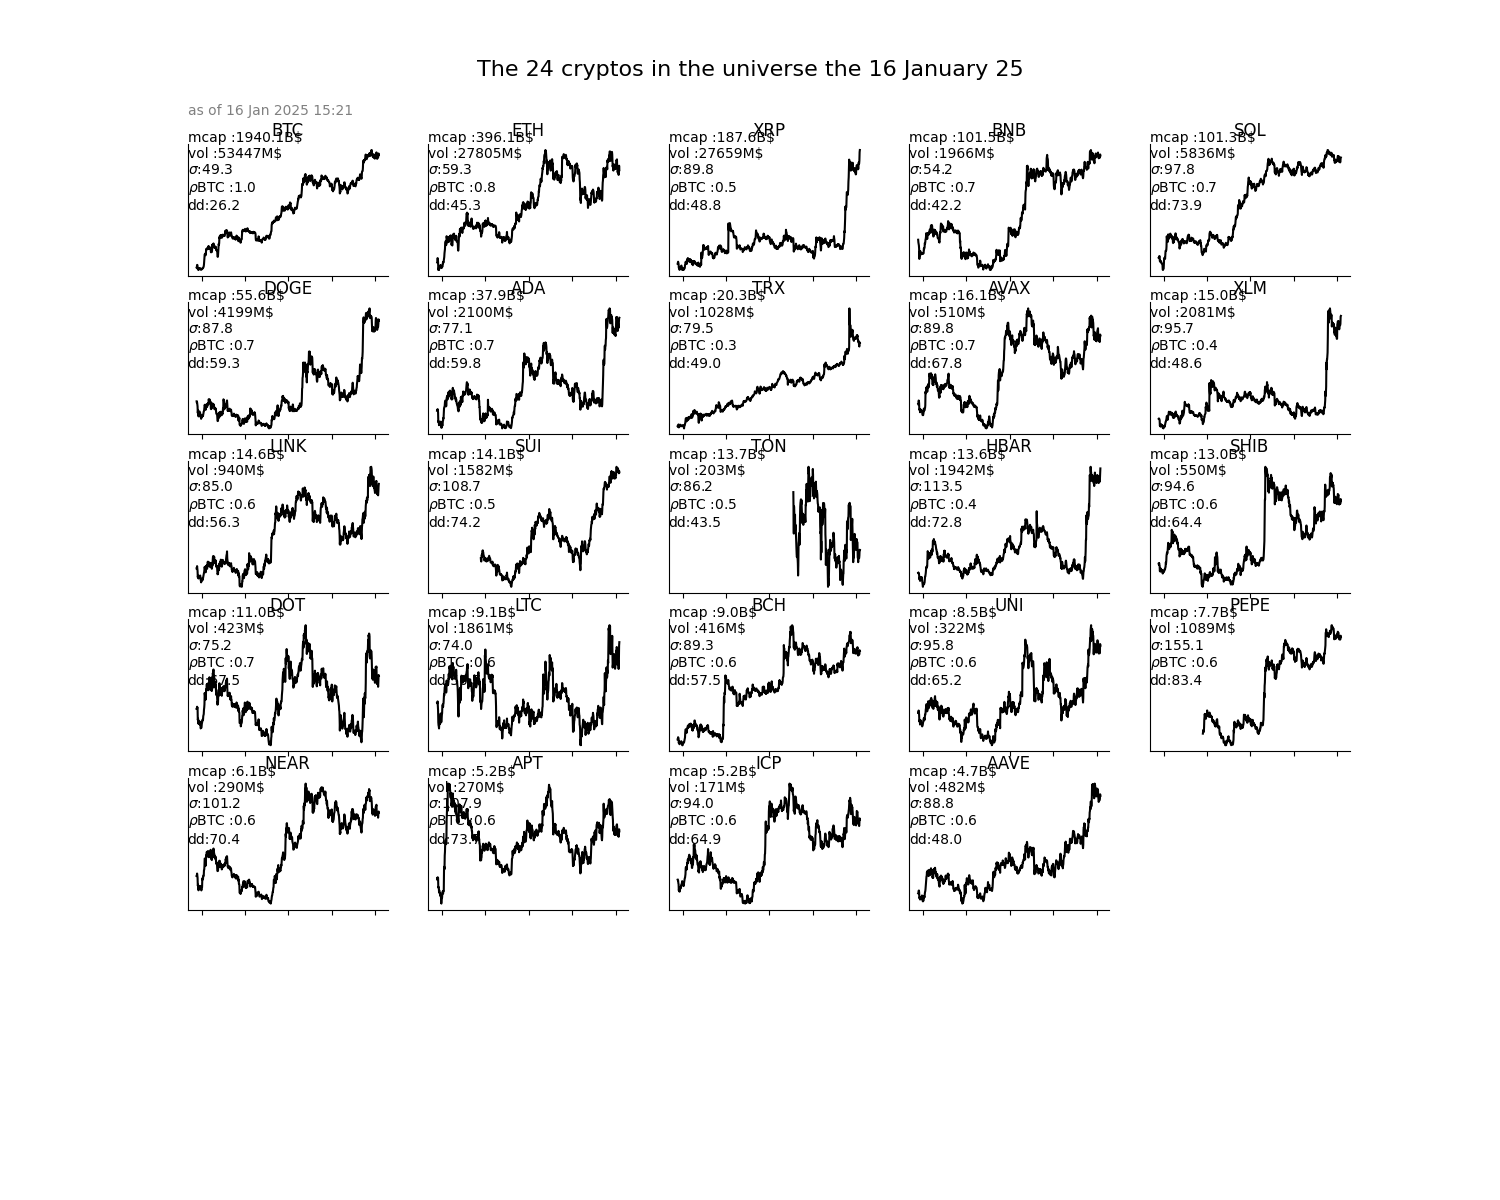 The 24 cryptos in the universe the 16 January 25
as of 16 Jan 2025 15:21
BTC
mcap :1940.1B$
vol :53447M$
σ:49.3
ρBTC :1.0
dd:26.2
ETH
mcap :396.1B$
vol :27805M$
σ:59.3
ρBTC :0.8
dd:45.3
XRP
mcap :187.6B$
vol :27659M$
σ:89.8
ρBTC :0.5
dd:48.8
BNB
mcap :101.5B$
vol :1966M$
σ:54.2
ρBTC :0.7
dd:42.2
SOL
mcap :101.3B$
vol :5836M$
σ:97.8
ρBTC :0.7
dd:73.9
DOGE
mcap :55.6B$
vol :4199M$
σ:87.8
ρBTC :0.7
dd:59.3
ADA
mcap :37.9B$
vol :2100M$
σ:77.1
ρBTC :0.7
dd:59.8
TRX
mcap :20.3B$
vol :1028M$
σ:79.5
ρBTC :0.3
dd:49.0
AVAX
mcap :16.1B$
vol :510M$
σ:89.8
ρBTC :0.7
dd:67.8
XLM
mcap :15.0B$
vol :2081M$
σ:95.7
ρBTC :0.4
dd:48.6
LINK
mcap :14.6B$
vol :940M$
σ:85.0
ρBTC :0.6
dd:56.3
SUI
mcap :14.1B$
vol :1582M$
σ:108.7
ρBTC :0.5
dd:74.2
TON
mcap :13.7B$
vol :203M$
σ:86.2
ρBTC :0.5
dd:43.5
HBAR
mcap :13.6B$
vol :1942M$
σ:113.5
ρBTC :0.4
dd:72.8
SHIB
mcap :13.0B$
vol :550M$
σ:94.6
ρBTC :0.6
dd:64.4
DOT
mcap :11.0B$
vol :423M$
σ:75.2
ρBTC :0.7
dd:67.5
LTC
mcap :9.1B$
vol :1861M$
σ:74.0
ρBTC :0.6
BCH
mcap :9.0B$
vol :416M$
σ:89.3
ρBTC :0.6
dd:57.5
UNI
mcap :8.5B$
vol :322M$
σ:95.8
ρBTC :0.6
dd:65.2
PEPE
mcap :7.7B$
vol :1089M$
σ:155.1
ρBTC :0.6
dd:83.4
NEAR
mcap :6.1B$
vol :290M$
σ:101.2
ρBTC :0.6
dd:70.4
APT
mcap :5.2B$
vol :270M$
σ:107.9
ρBTC :0.6
ICP
mcap :5.2B$
vol :171M$
σ:94.0
ρBTC :0.6
dd:64.9
AAVE
mcap :4.7B$
vol :482M$
σ:88.8
ρBTC :0.6
dd:48.0